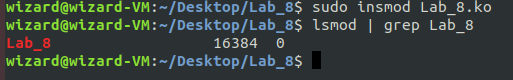 wizard@wizard-VM:~/Desktop/Lab_8$ sudo insmod Lab_8.ko
wizard@wizard-VM:~/Desktop/Lab_8$ lsmod | grep Lab_8
Lab_8                  16384  0
wizard@wizard-VM:~/Desktop/Lab_8$